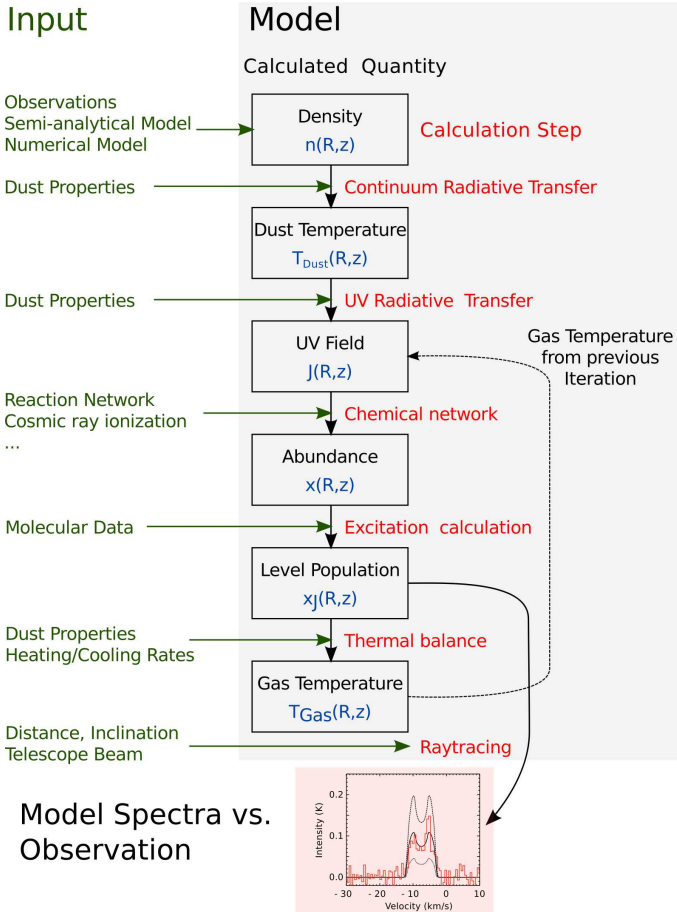 Input
Model
Calculated Quantity
Observations
Semi-analytical Model
Numerical Model
Density
n(R,z)
Calculation Step
Dust Properties
Continuum Radiative Transfer
Dust Temperature
T_Dust(R,z)
Dust Properties
UV Radiative Transfer
UV Field
J(R,z)
Gas Temperature
from previous
Iteration
Reaction Network
Cosmic ray ionization
...
Chemical network
Abundance
x(R,z)
Molecular Data
Excitation calculation
Level Population
xJ(R,z)
Dust Properties
Heating/Cooling Rates
Thermal balance
Gas Temperature
TGas(R,z)
Distance, Inclination
Telescope Beam
Raytracing
Model Spectra vs.
Observation
Intensity (K)
0.2
0.1
0.0
-30 -20 -10 0 10
Velocity (km/s)